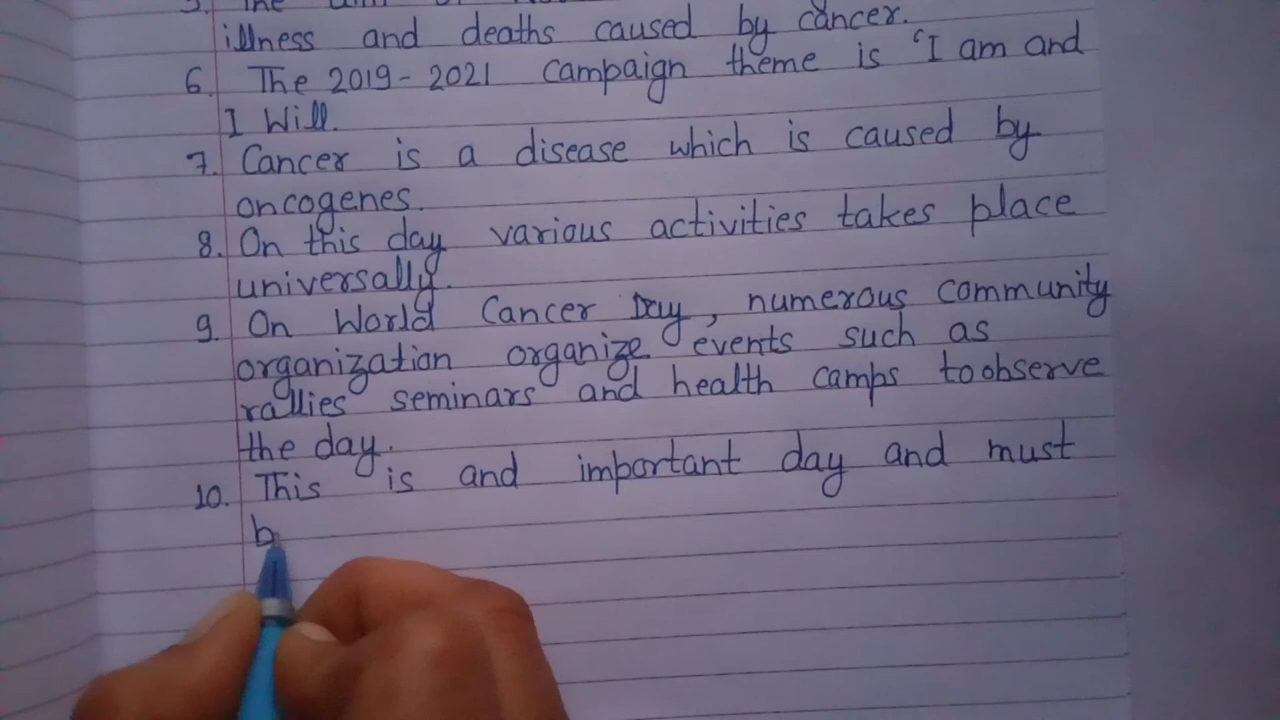 illness and deaths caused by cancer.
6. The 2019-2021 campaign theme is 'I am and
I Will.
7. Cancer is a disease which is caused by
oncogenes.
8. On this day various activities takes place
universally.
9. On World Cancer Day, numerous community
organization organize events such as
rallies seminars and health camps to observe
the day.
10. This is and important day and must
b